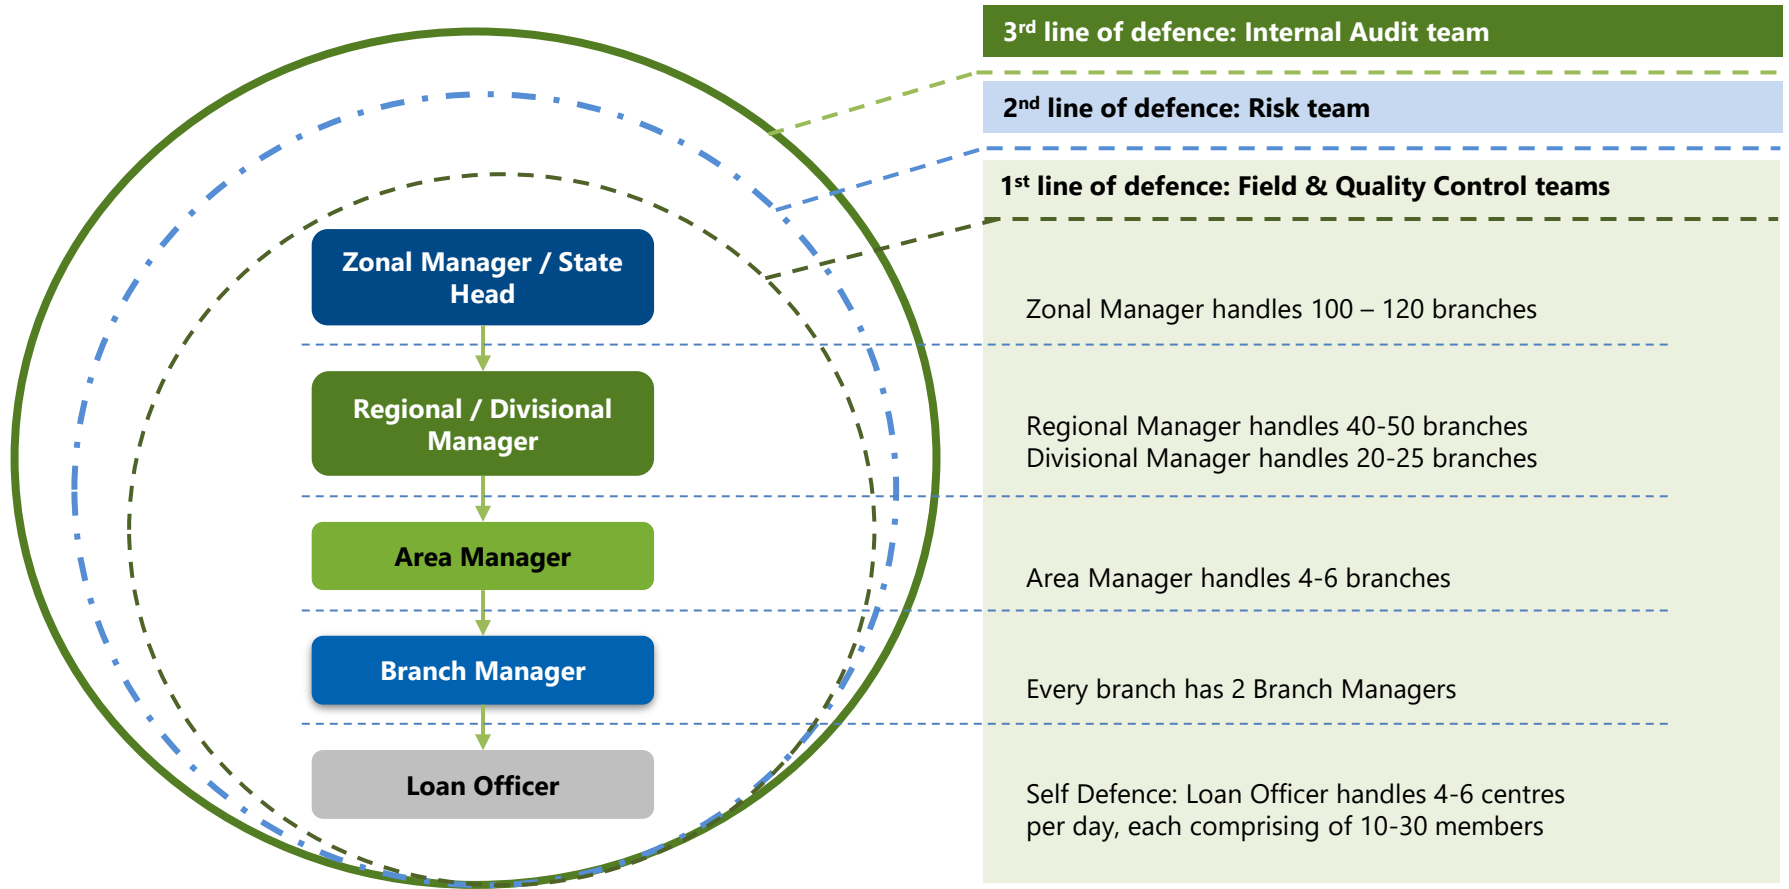 3rd line of defence: Internal Audit team
2nd line of defence: Risk team
1st line of defence: Field & Quality Control teams
Zonal Manager / State
Head
Zonal Manager handles 100 – 120 branches
Regional / Divisional
Manager
Regional Manager handles 40-50 branches
Divisional Manager handles 20-25 branches
Area Manager
Area Manager handles 4-6 branches
Branch Manager
Every branch has 2 Branch Managers
Loan Officer
Self Defence: Loan Officer handles 4-6 centres
per day, each comprising of 10-30 members